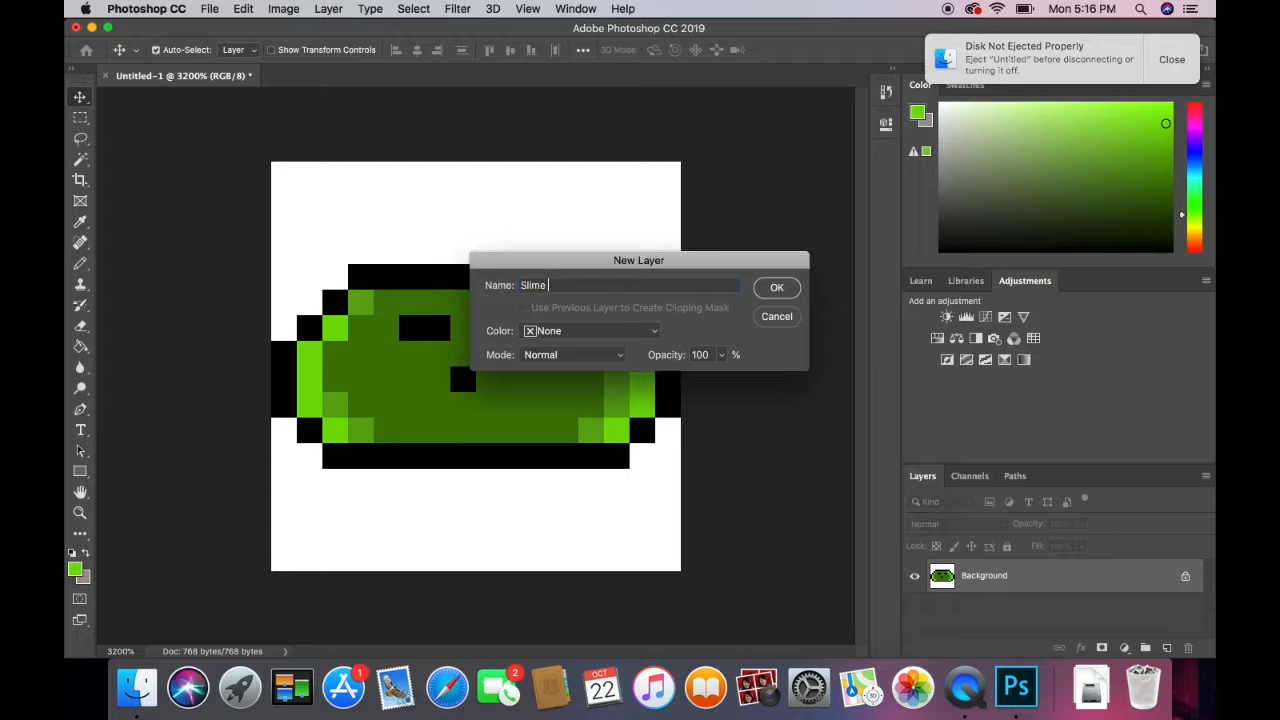 Photoshop CC File Edit Image Layer Type Select Filter 3D View Window Help Mon 5:16 PM
Adobe Photoshop CC 2019
Auto-Select: Layer Show Transform Controls 3D Mode:
Disk Not Ejected Properly
Eject “Untitled” before disconnecting or
turning it off.
Close
Untitled-1 @ 3200% (RGB/8) *
Color Swatches
New Layer
Name: Slime
OK
Use Previous Layer to Create Clipping Mask
Cancel
Color: None
Mode: Normal Opacity: 100 %
Learn Libraries Adjustments
Add an adjustment
Layers Channels Paths
Kind
Normal Opacity:
Lock: Fill:
Background
3200% Doc: 768 bytes/768 bytes
1
2
OCT
22
3D
Ps